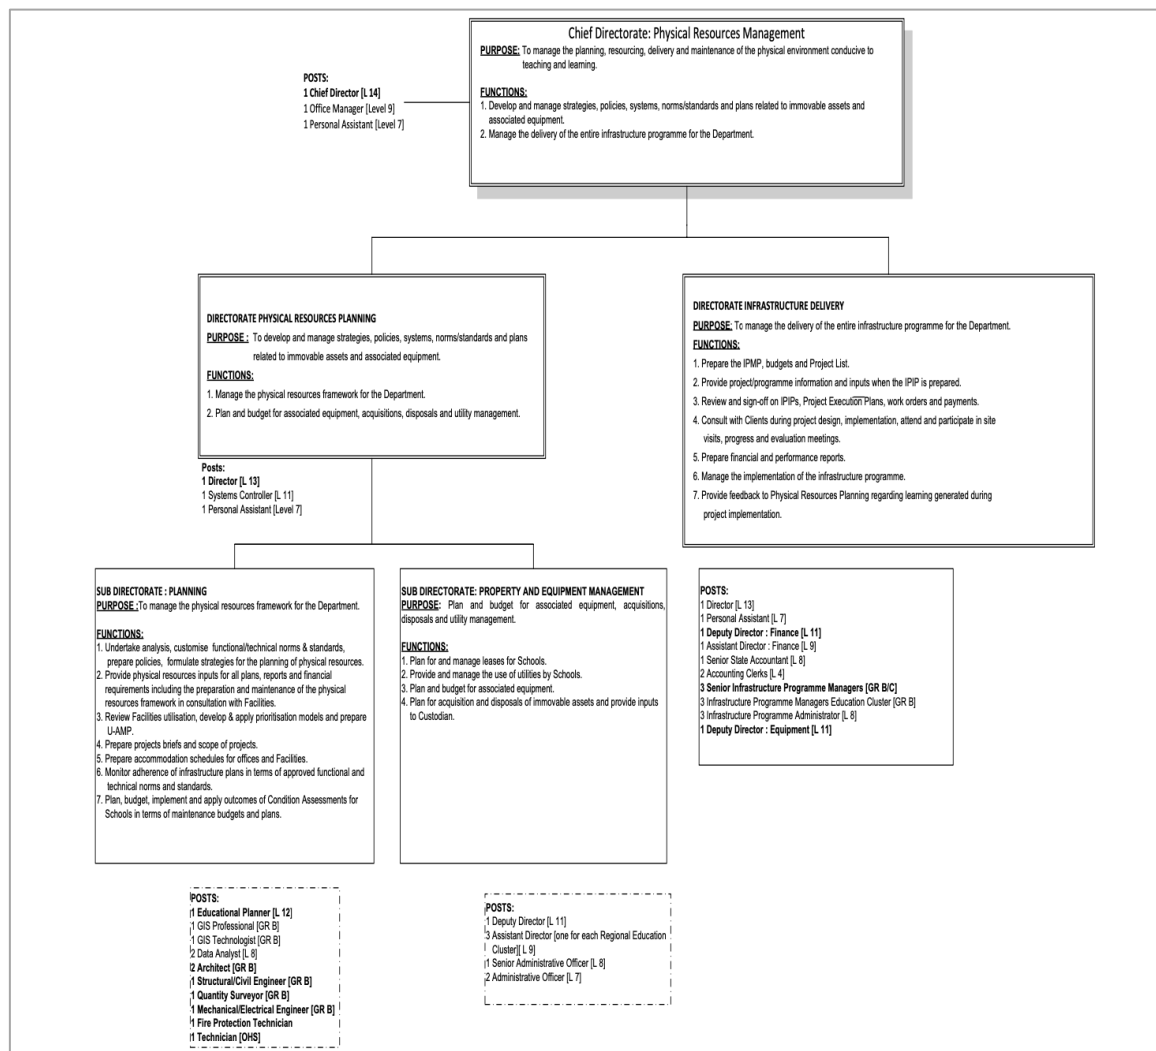 Chief Directorate: Physical Resources Management
PURPOSE: To manage the planning, resourcing, delivery and maintenance of the physical environment conducive to
teaching and learning.
FUNCTIONS:
1. Develop and manage strategies, policies, systems, norms/standards and plans related to immovable assets and
associated equipment.
2. Manage the delivery of the entire infrastructure programme for the Department.
POSTS:
1 Chief Director [L 14]
1 Office Manager [Level 9]
1 Personal Assistant [Level 7]
DIRECTORATE PHYSICAL RESOURCES PLANNING
PURPOSE : To develop and manage strategies, policies, systems, norms/standards and plans
related to immovable assets and associated equipment.
FUNCTIONS:
1. Manage the physical resources framework for the Department.
2. Plan and budget for associated equipment, acquisitions, disposals and utility management.
Posts:
1 Director [L 13]
1 Systems Controller [L 11]
1 Personal Assistant [Level 7]
DIRECTORATE INFRASTRUCTURE DELIVERY
PURPOSE: To manage the delivery of the entire infrastructure programme for the Department.
FUNCTIONS:
1. Prepare the IPMP, budgets and Project List.
2. Provide project/programme information and inputs when the IPIP is prepared.
3. Review and sign-off on IPIPs, Project Execution Plans, work orders and payments.
4. Consult with Clients during project design, implementation, attend and participate in site
visits, progress and evaluation meetings.
5. Prepare financial and performance reports.
6. Manage the implementation of the infrastructure programme.
7. Provide feedback to Physical Resources Planning regarding learning generated during
project implementation.
SUB DIRECTORATE : PLANNING
PURPOSE :To manage the physical resources framework for the Department.
FUNCTIONS:
1. Undertake analysis, customise functional/technical norms & standards,
prepare policies, formulate strategies for the planning of physical resources.
2. Provide physical resources inputs for all plans, reports and financial
requirements including the preparation and maintenance of the physical
resources framework in consultation with Facilities.
3. Review Facilities utilisation, develop & apply prioritisation models and prepare
U-AMP.
4. Prepare projects briefs and scope of projects.
5. Prepare accommodation schedules for offices and Facilities.
6. Monitor adherence of infrastructure plans in terms of approved functional and
technical norms and standards.
7. Plan, budget, implement and apply outcomes of Condition Assessments for
Schools in terms of maintenance budgets and plans.
SUB DIRECTORATE: PROPERTY AND EQUIPMENT MANAGEMENT
PURPOSE: Plan and budget for associated equipment, acquisitions,
disposals and utility management.
FUNCTIONS:
1. Plan for and manage leases for Schools.
2. Provide and manage the use of utilities by Schools.
3. Plan and budget for associated equipment.
4. Plan for acquisition and disposals of immovable assets and provide inputs
to Custodian.
POSTS:
1 Director [L 13]
1 Personal Assistant [L 7]
1 Deputy Director : Finance [L 11]
1 Assistant Director : Finance [L 9]
1 Senior State Accountant [L 8]
2 Accounting Clerks [L 4]
3 Senior Infrastructure Programme Managers [GR B/C]
3 Infrastructure Programme Managers Education Cluster [GR B]
3 Infrastructure Programme Administrator [L 8]
1 Deputy Director : Equipment [L 11]
POSTS:
1 Educational Planner [L 12]
1 GIS Professional [GR B]
1 GIS Technologist [GR B]
2 Data Analyst [L 8]
2 Architect [GR B]
1 Structural/Civil Engineer [GR B]
1 Quantity Surveyor [GR B]
1 Mechanical/Electrical Engineer [GR B]
1 Fire Protection Technician
1 Technician [OHS]
POSTS:
1 Deputy Director [L 11]
3 Assistant Director [one for each Regional Education
Cluster][ L 9]
1 Senior Administrative Officer [L 8]
2 Administrative Officer [L 7]